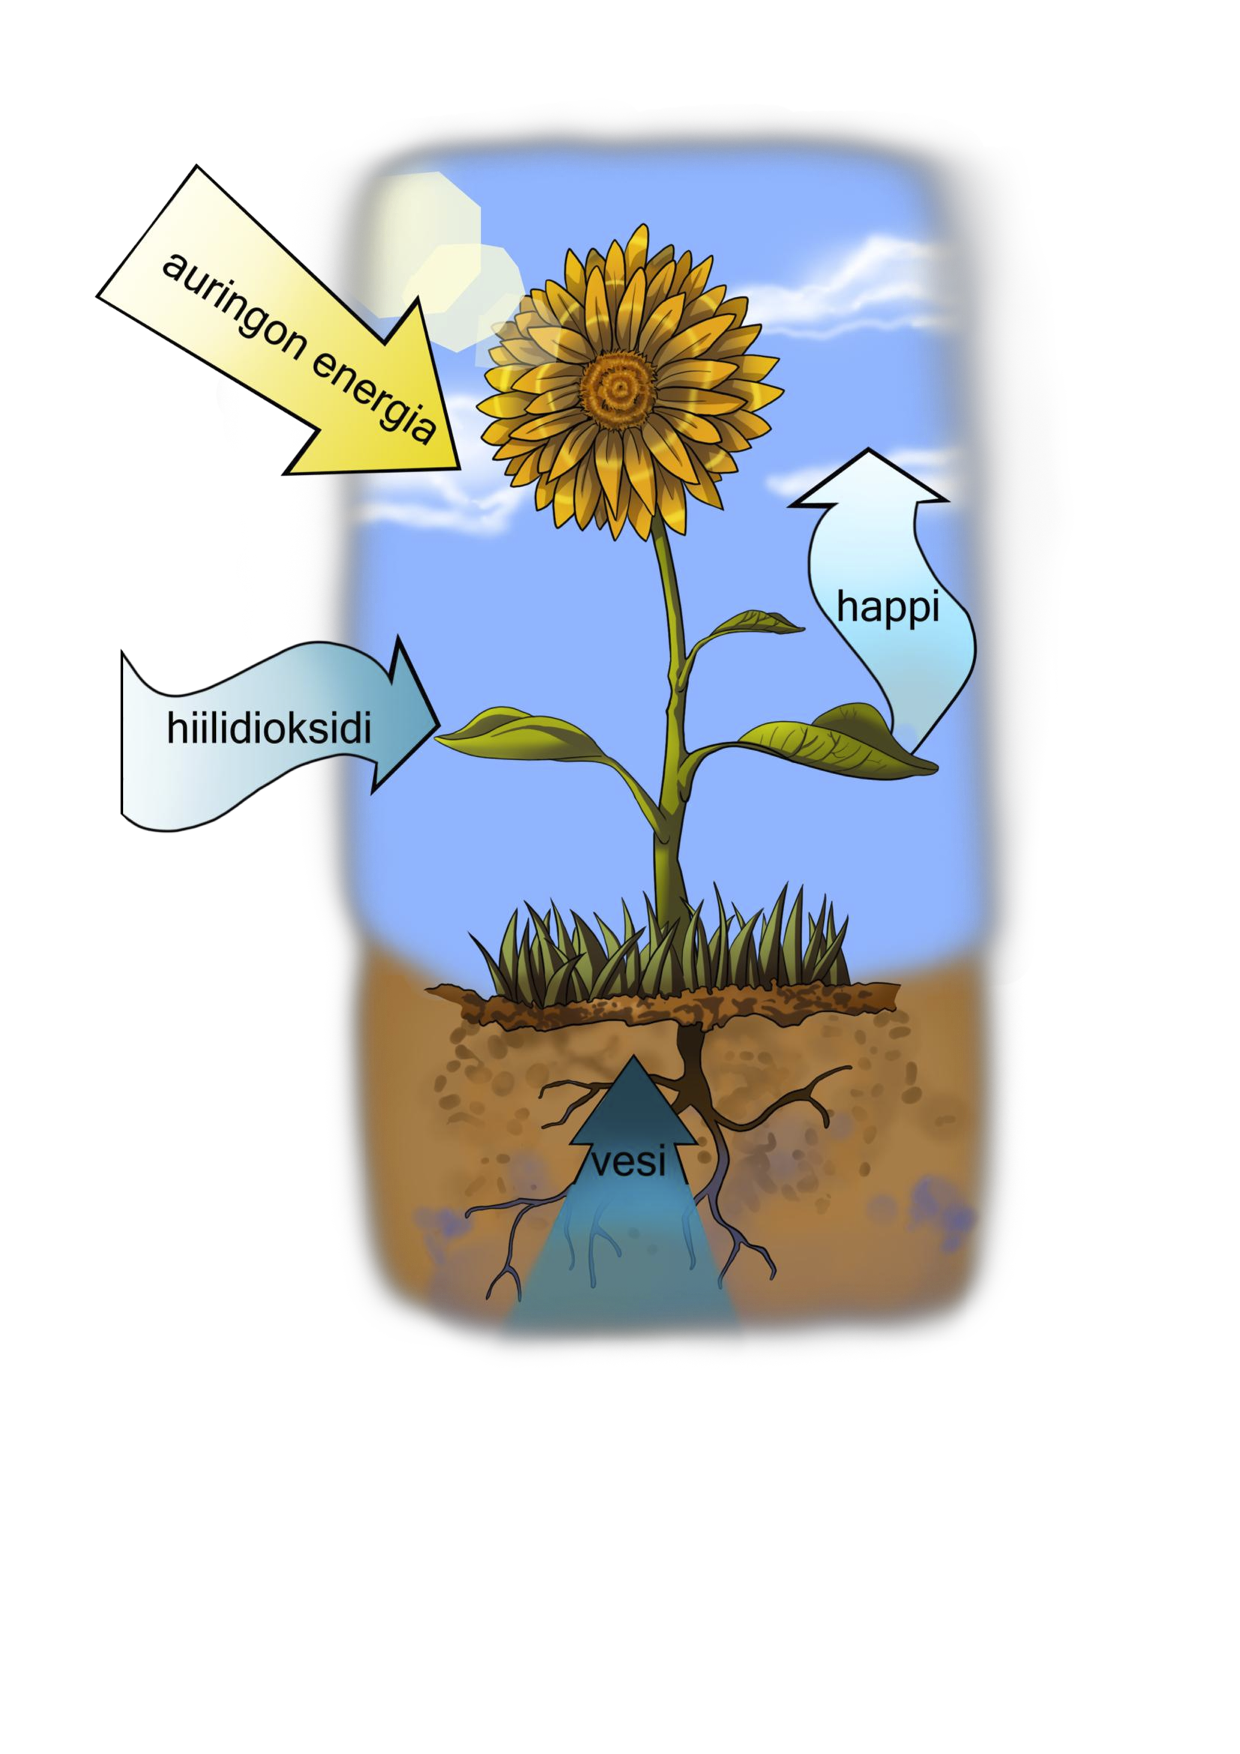 auringon energia
happi
hiilidioksidi
vesi